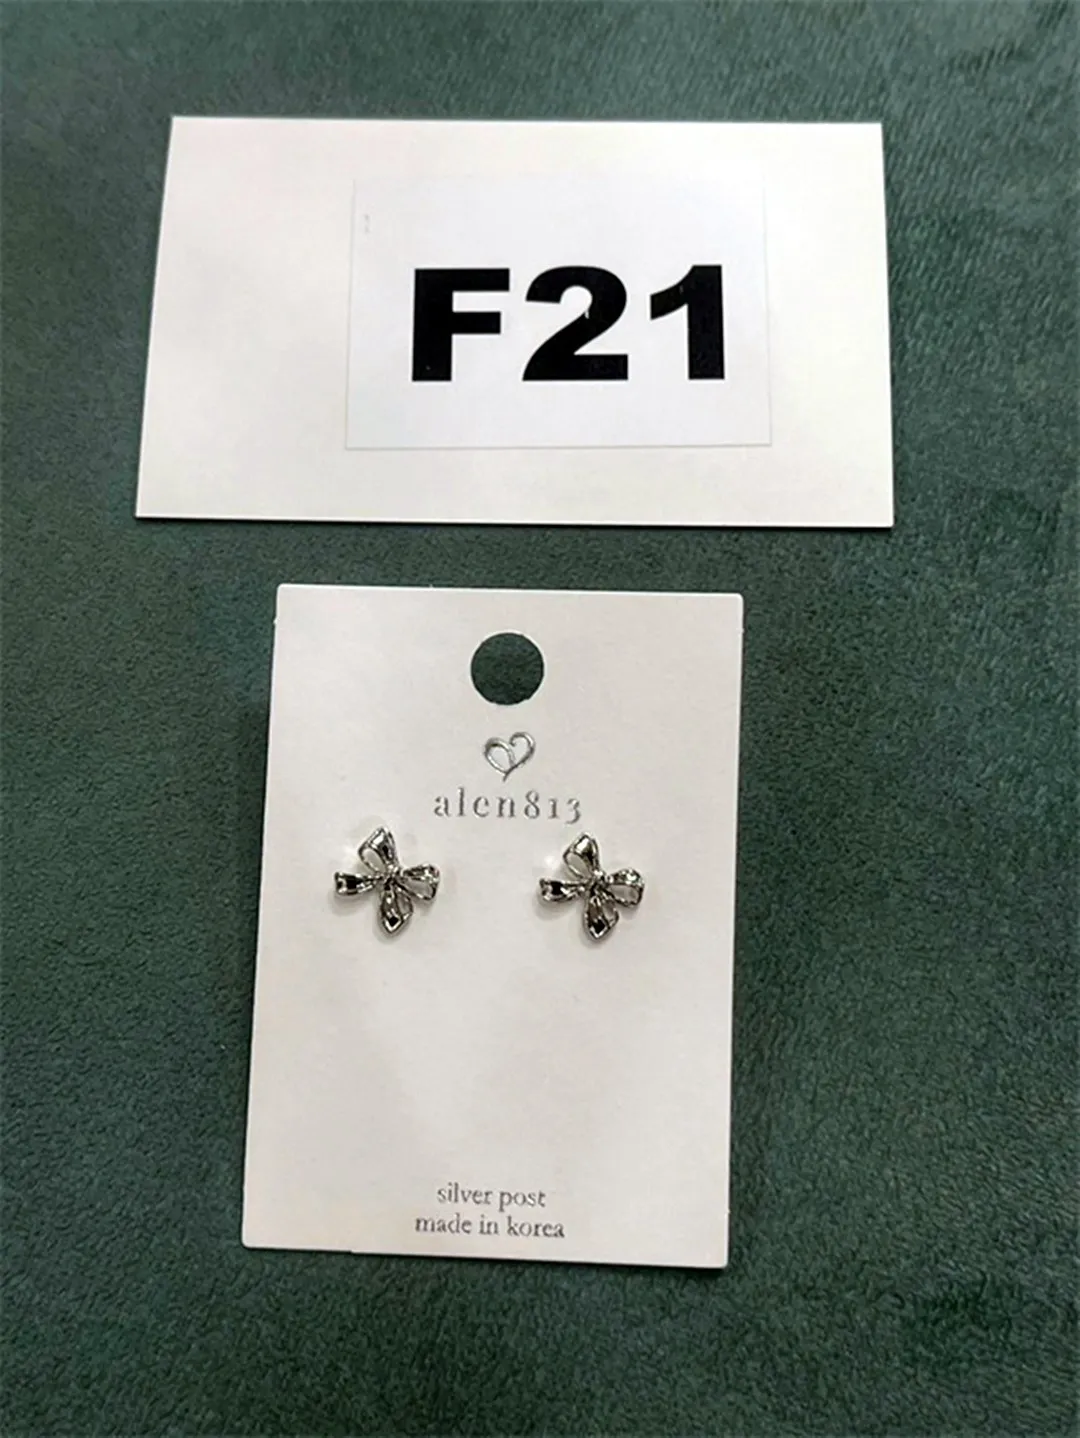 F21
alen813
silver post
made in korea